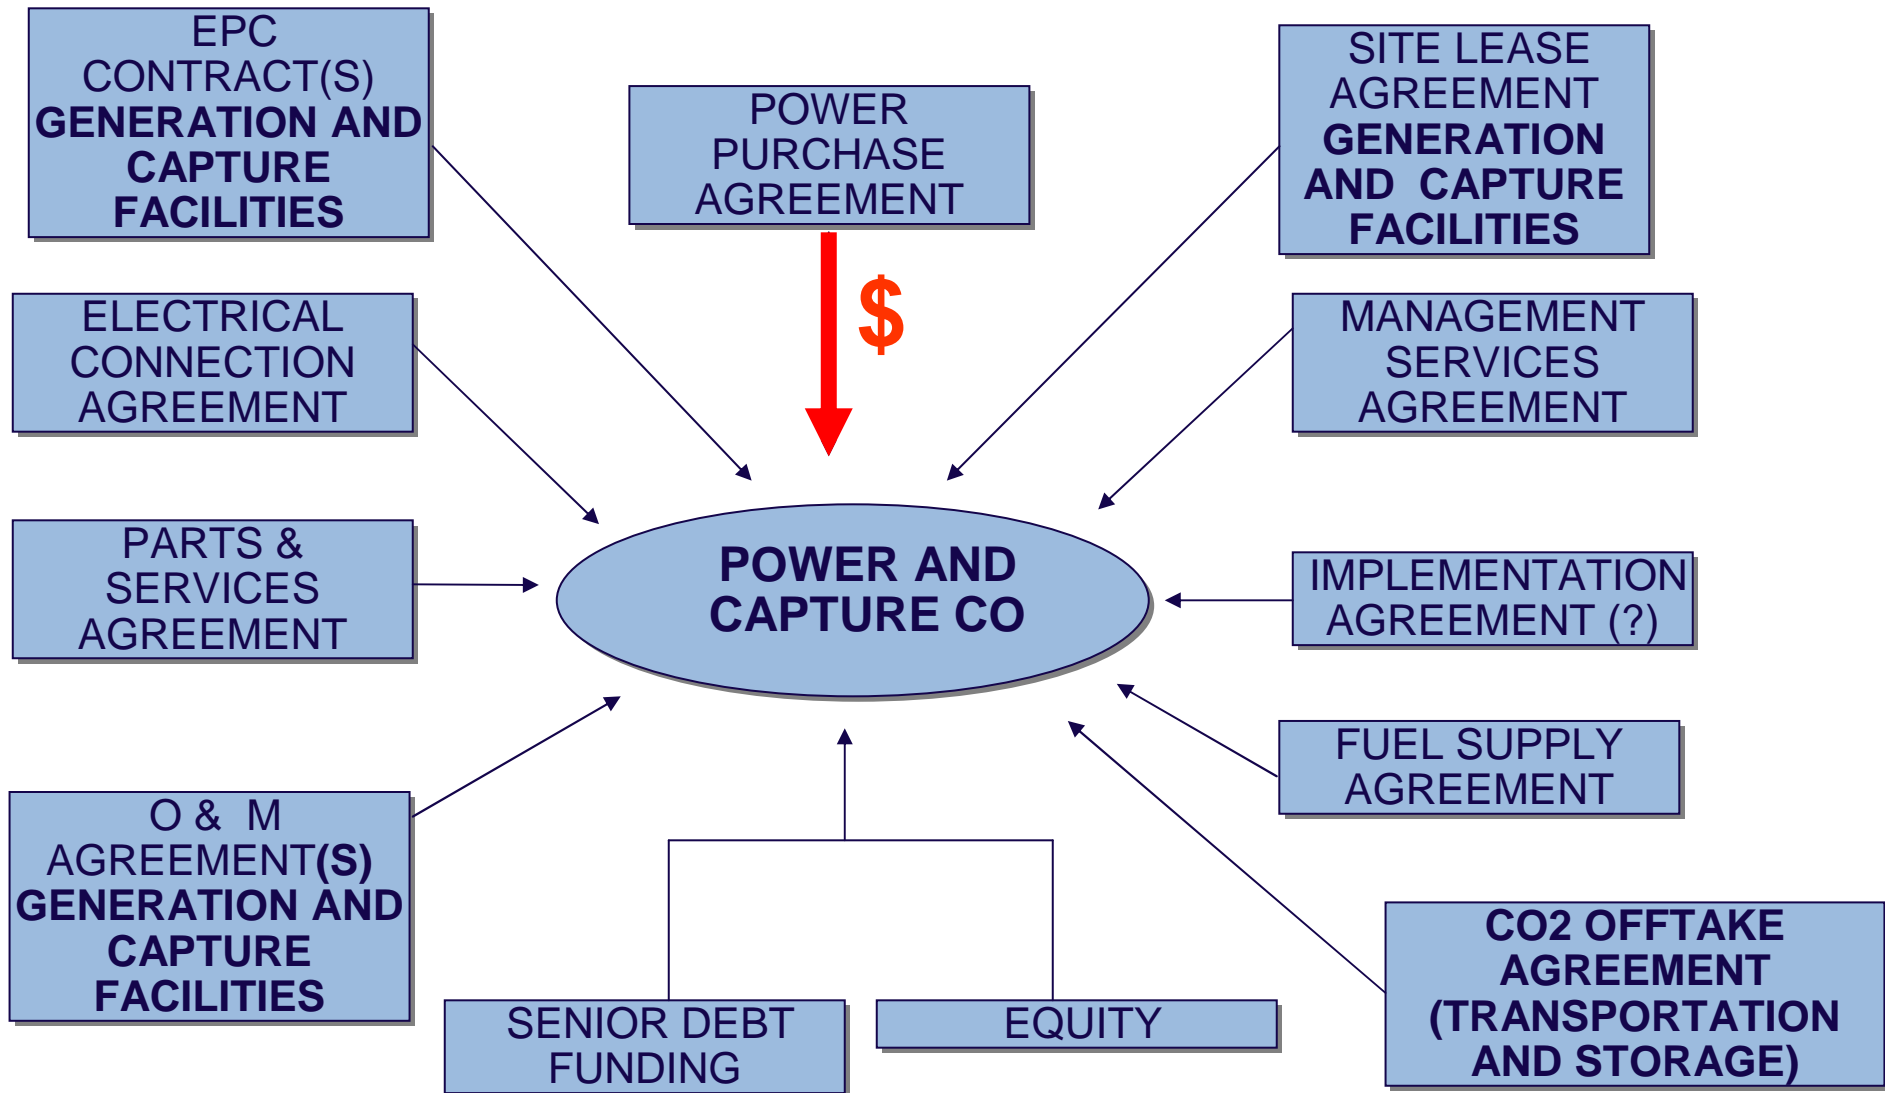 EPC
CONTRACT(S)
GENERATION AND
CAPTURE
FACILITIES
POWER
PURCHASE
AGREEMENT
SITE LEASE
AGREEMENT
GENERATION
AND CAPTURE
FACILITIES
$
ELECTRICAL
CONNECTION
AGREEMENT
MANAGEMENT
SERVICES
AGREEMENT
PARTS &
SERVICES
AGREEMENT
POWER AND
CAPTURE CO
IMPLEMENTATION
AGREEMENT (?)
FUEL SUPPLY
AGREEMENT
O & M
AGREEMENT(S)
GENERATION AND
CAPTURE
FACILITIES
SENIOR DEBT
FUNDING
EQUITY
CO2 OFFTAKE
AGREEMENT
(TRANSPORTATION
AND STORAGE)